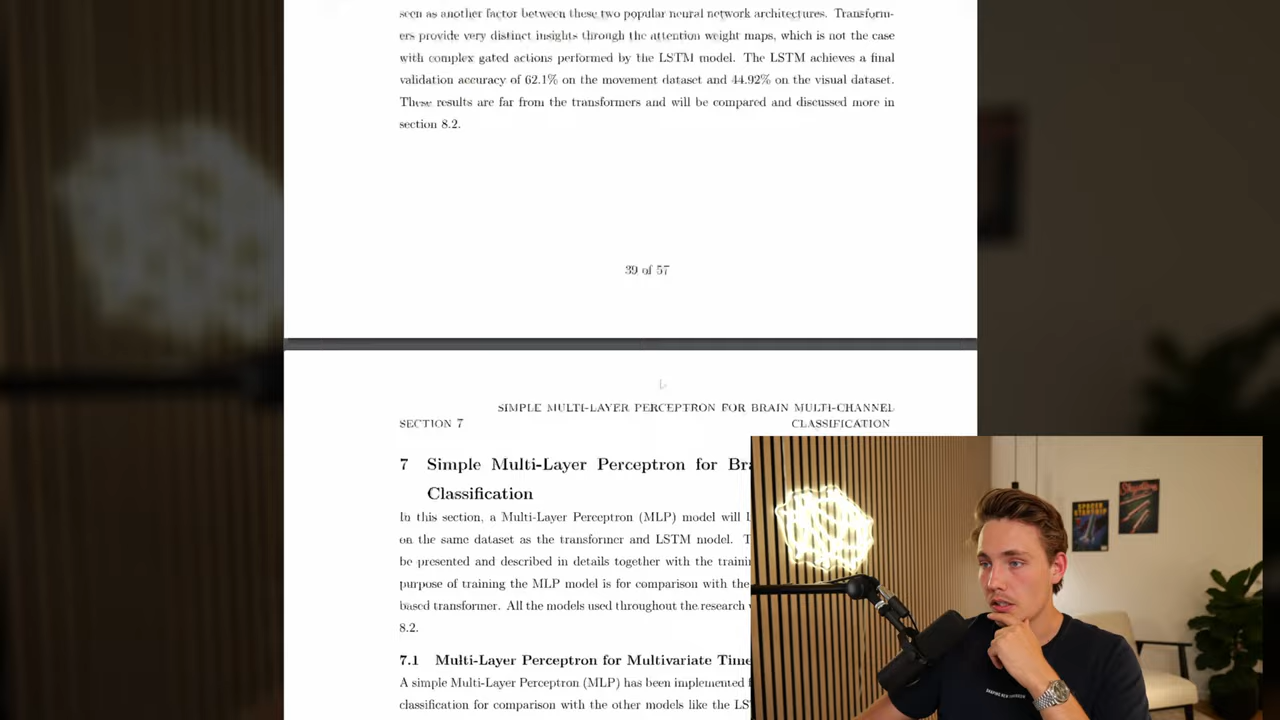 seen as another factor between these two popular neural network architectures. Transform-
ers provide very distinct insights through the attention weight maps, which is not the case
with complex gated actions performed by the LSTM model. The LSTM achieves a final
validation accuracy of 62.1% on the movement dataset and 44.92% on the visual dataset.
These results are far from the transformers and will be compared and discussed more in
section 8.2.
39 of 57
SIMPLE MULTI-LAYER PERCEPTRON FOR BRAIN MULTI-CHANNEL
SECTION 7 CLASSIFICATION
7 Simple Multi-Layer Perceptron for Bra
Classification
In this section, a Multi-Layer Perceptron (MLP) model will
on the same dataset as the transformer and LSTM model.
be presented and described in details together with the traini
purpose of training the MLP model is for comparison with the
based transformer. All the models used throughout the research
8.2.
7.1 Multi-Layer Perceptron for Multivariate Time
A simple Multi-Layer Perceptron (MLP) has been implemented
classification for comparison with the other models like the LS
SPACEX
STARSHIP